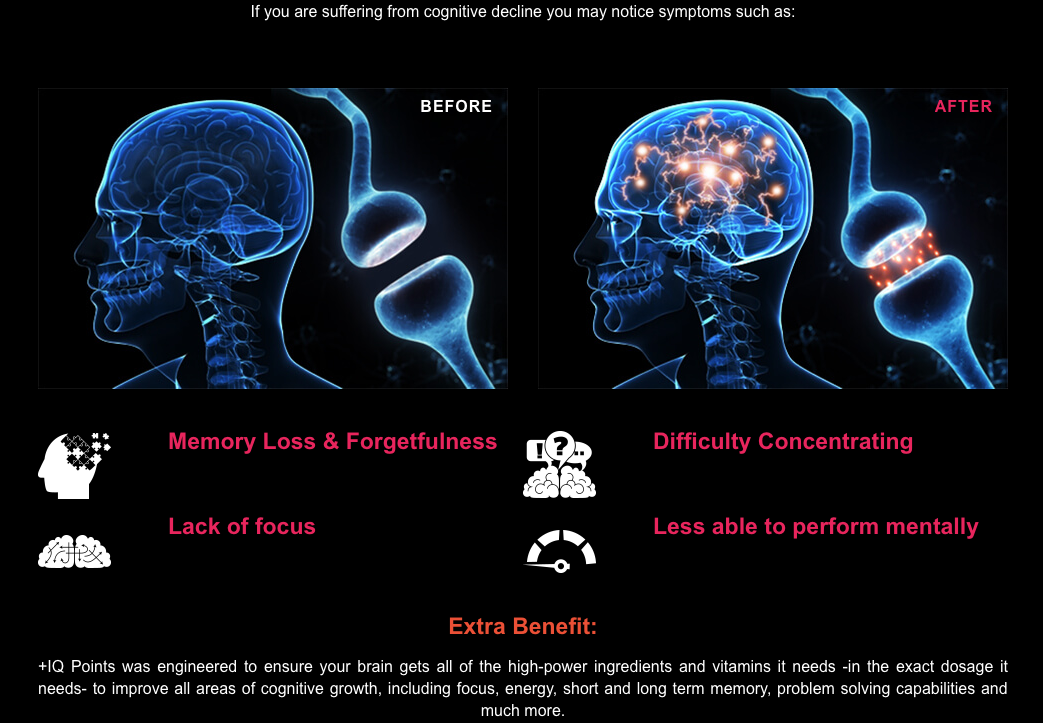 If you are suffering from cognitive decline you may notice symptoms such as:
BEFORE
AFTER
Memory Loss & Forgetfulness
Difficulty Concentrating
Lack of focus
Less able to perform mentally
Extra Benefit:
+IQ Points was engineered to ensure your brain gets all of the high-power ingredients and vitamins it needs -in the exact dosage it
needs- to improve all areas of cognitive growth, including focus, energy, short and long term memory, problem solving capabilities and
much more.